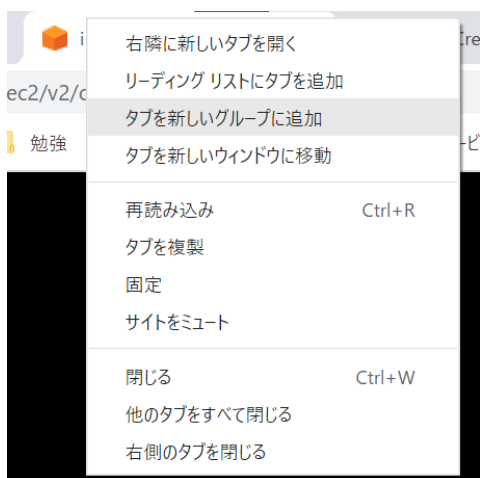 右隣に新しいタブを開く
リーディング リストにタブを追加
ec2/v2/c
タブを新しいグループに追加
勉強
タブを新しいウィンドウに移動
再読み込み Ctrl+R
タブを複製
固定
サイトをミュート
閉じる Ctrl+W
他のタブをすべて閉じる
右側のタブを閉じる